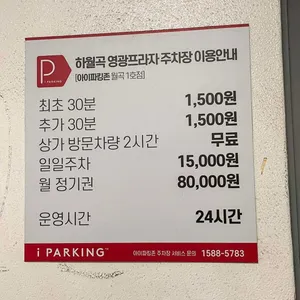 P
i PARKING
하월곡 영광프라자 주차장 이용안내
[아이파킹존 월곡 1호점]
최초 30분 1,500원
추가 30분 1,500원
상가 방문차량 2시간 무료
일일주차 15,000원
월 정기권 80,000원
운영시간 24시간
i PARKING™ 아이파킹존 주차장 서비스 문의 1588-5783